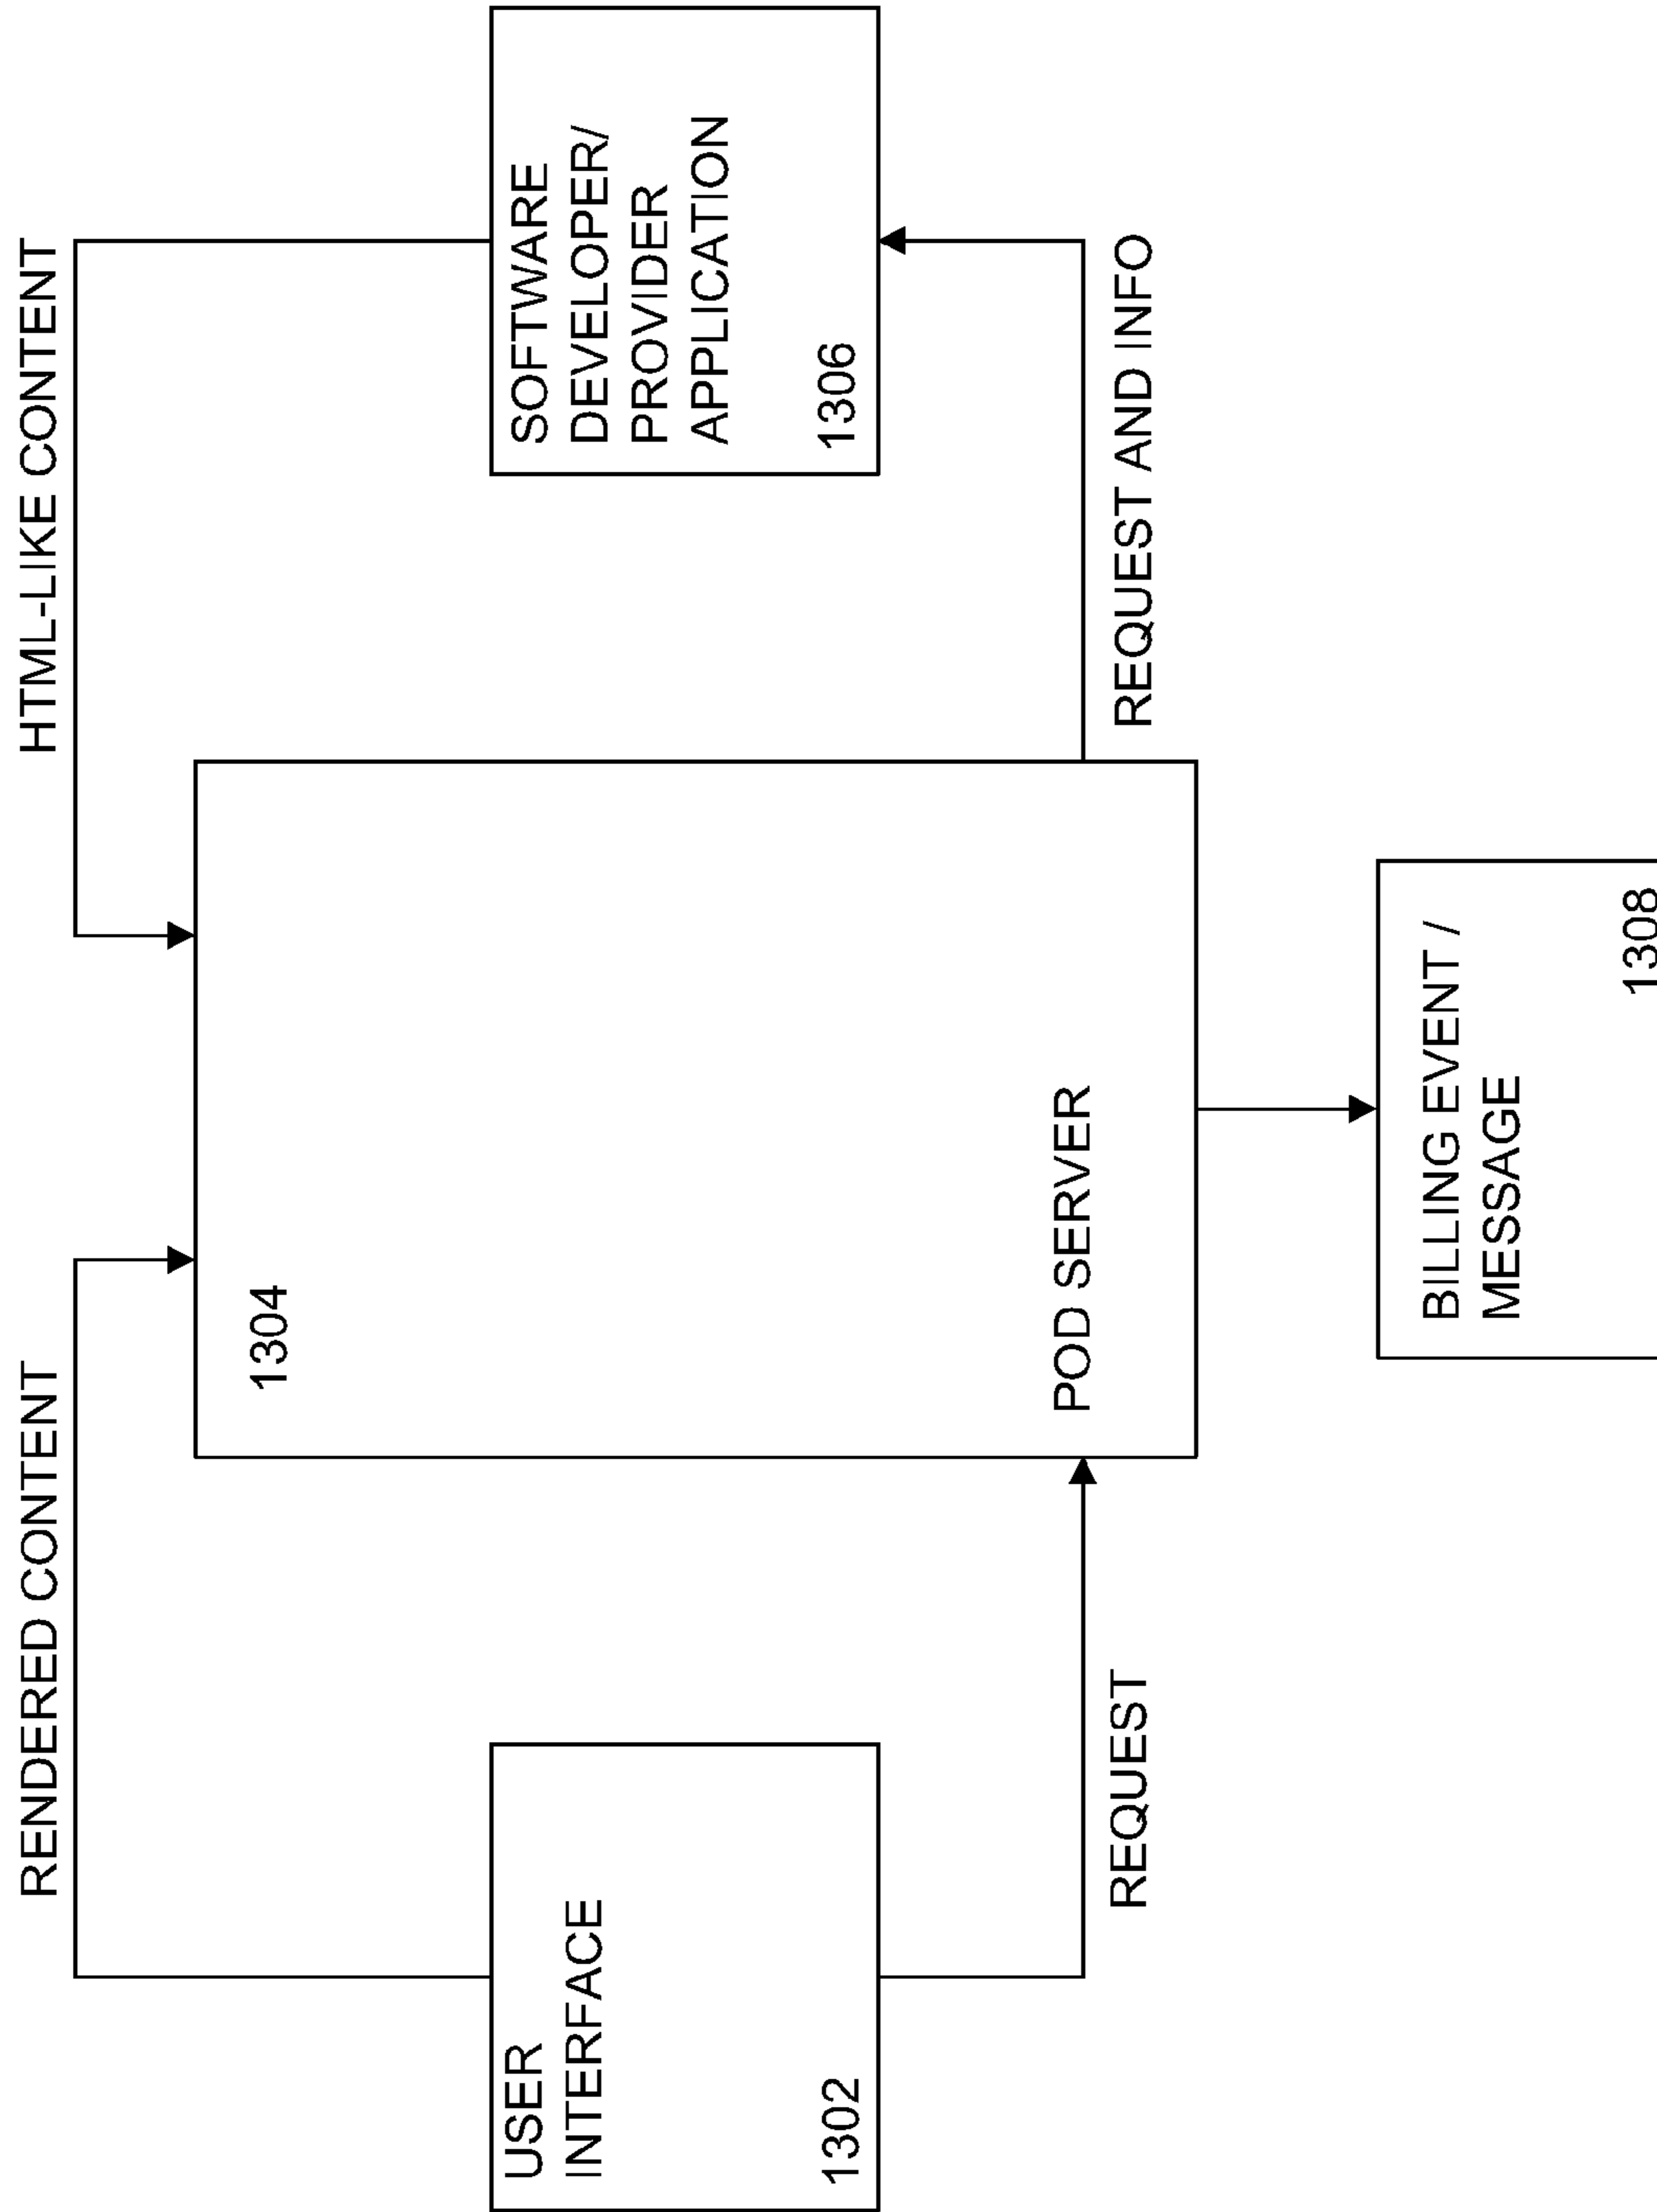 RENDERED CONTENT
HTML-LIKE CONTENT
1304
USER
INTERFACE
1302
SOFTWARE
DEVELOPER/
PROVIDER
APPLICATION
1306
POD SERVER
REQUEST
REQUEST AND INFO
BILLING EVENT /
MESSAGE
1308